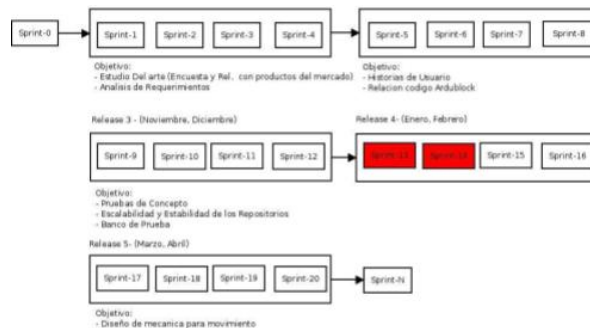 Sprint-0
Sprint-1 Sprint-2 Sprint-3 Sprint-4
Sprint-5 Sprint-6 Sprint-7 Sprint-8
Objetivo:
- Estudio Del arte (Encuesta y Rel. con productos del mercado)
- Analisis de Requerimientos
Objetivo:
- Historias de Usuario
- Relacion codigo Ardublock
Release 3 - (Noviembre, Diciembre)
Sprint-9 Sprint-10 Sprint-11 Sprint-12
Release 4- (Enero, Febrero)
Sprint-13 Sprint-14 Sprint-15 Sprint-16
Objetivo:
- Pruebas de Concepto
- Escalabilidad y Estabilidad de los Repositorios
- Banco de Prueba
Release 5- (Marzo, Abril)
Sprint-17 Sprint-18 Sprint-19 Sprint-20
Sprint-N
Objetivo:
- Diseño de mecanica para movimiento